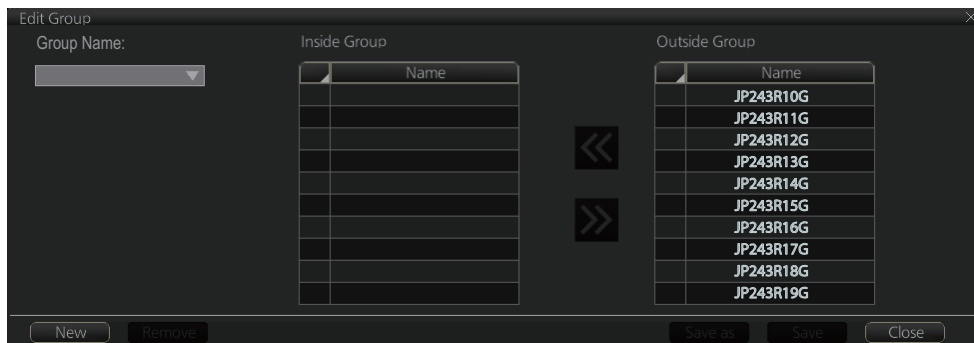 Edit Group
Group Name:
Inside Group
Outside Group
Name
Name
JP243R10G
JP243R11G
JP243R12G
JP243R13G
JP243R14G
JP243R15G
JP243R16G
JP243R17G
JP243R18G
JP243R19G
New
Remove
Save as
Save
Close